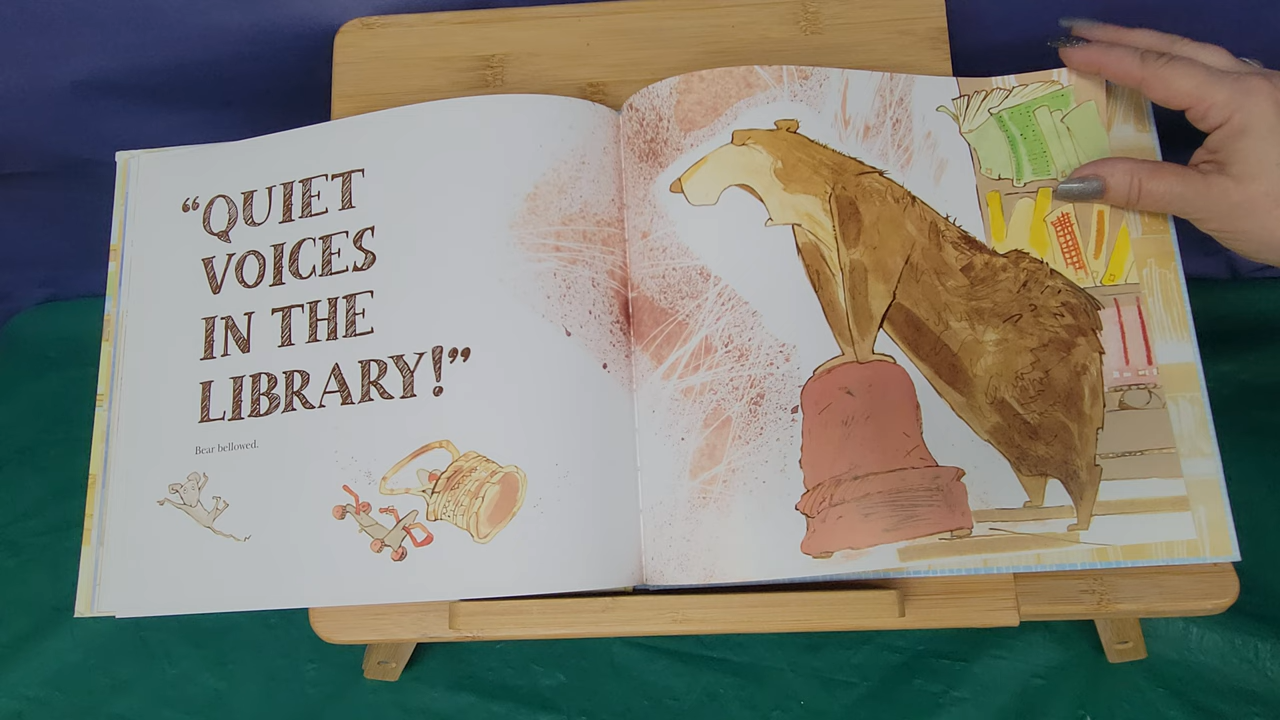 “QUIET
VOICES
IN THE
LIBRARY!”
Bear bellowed.